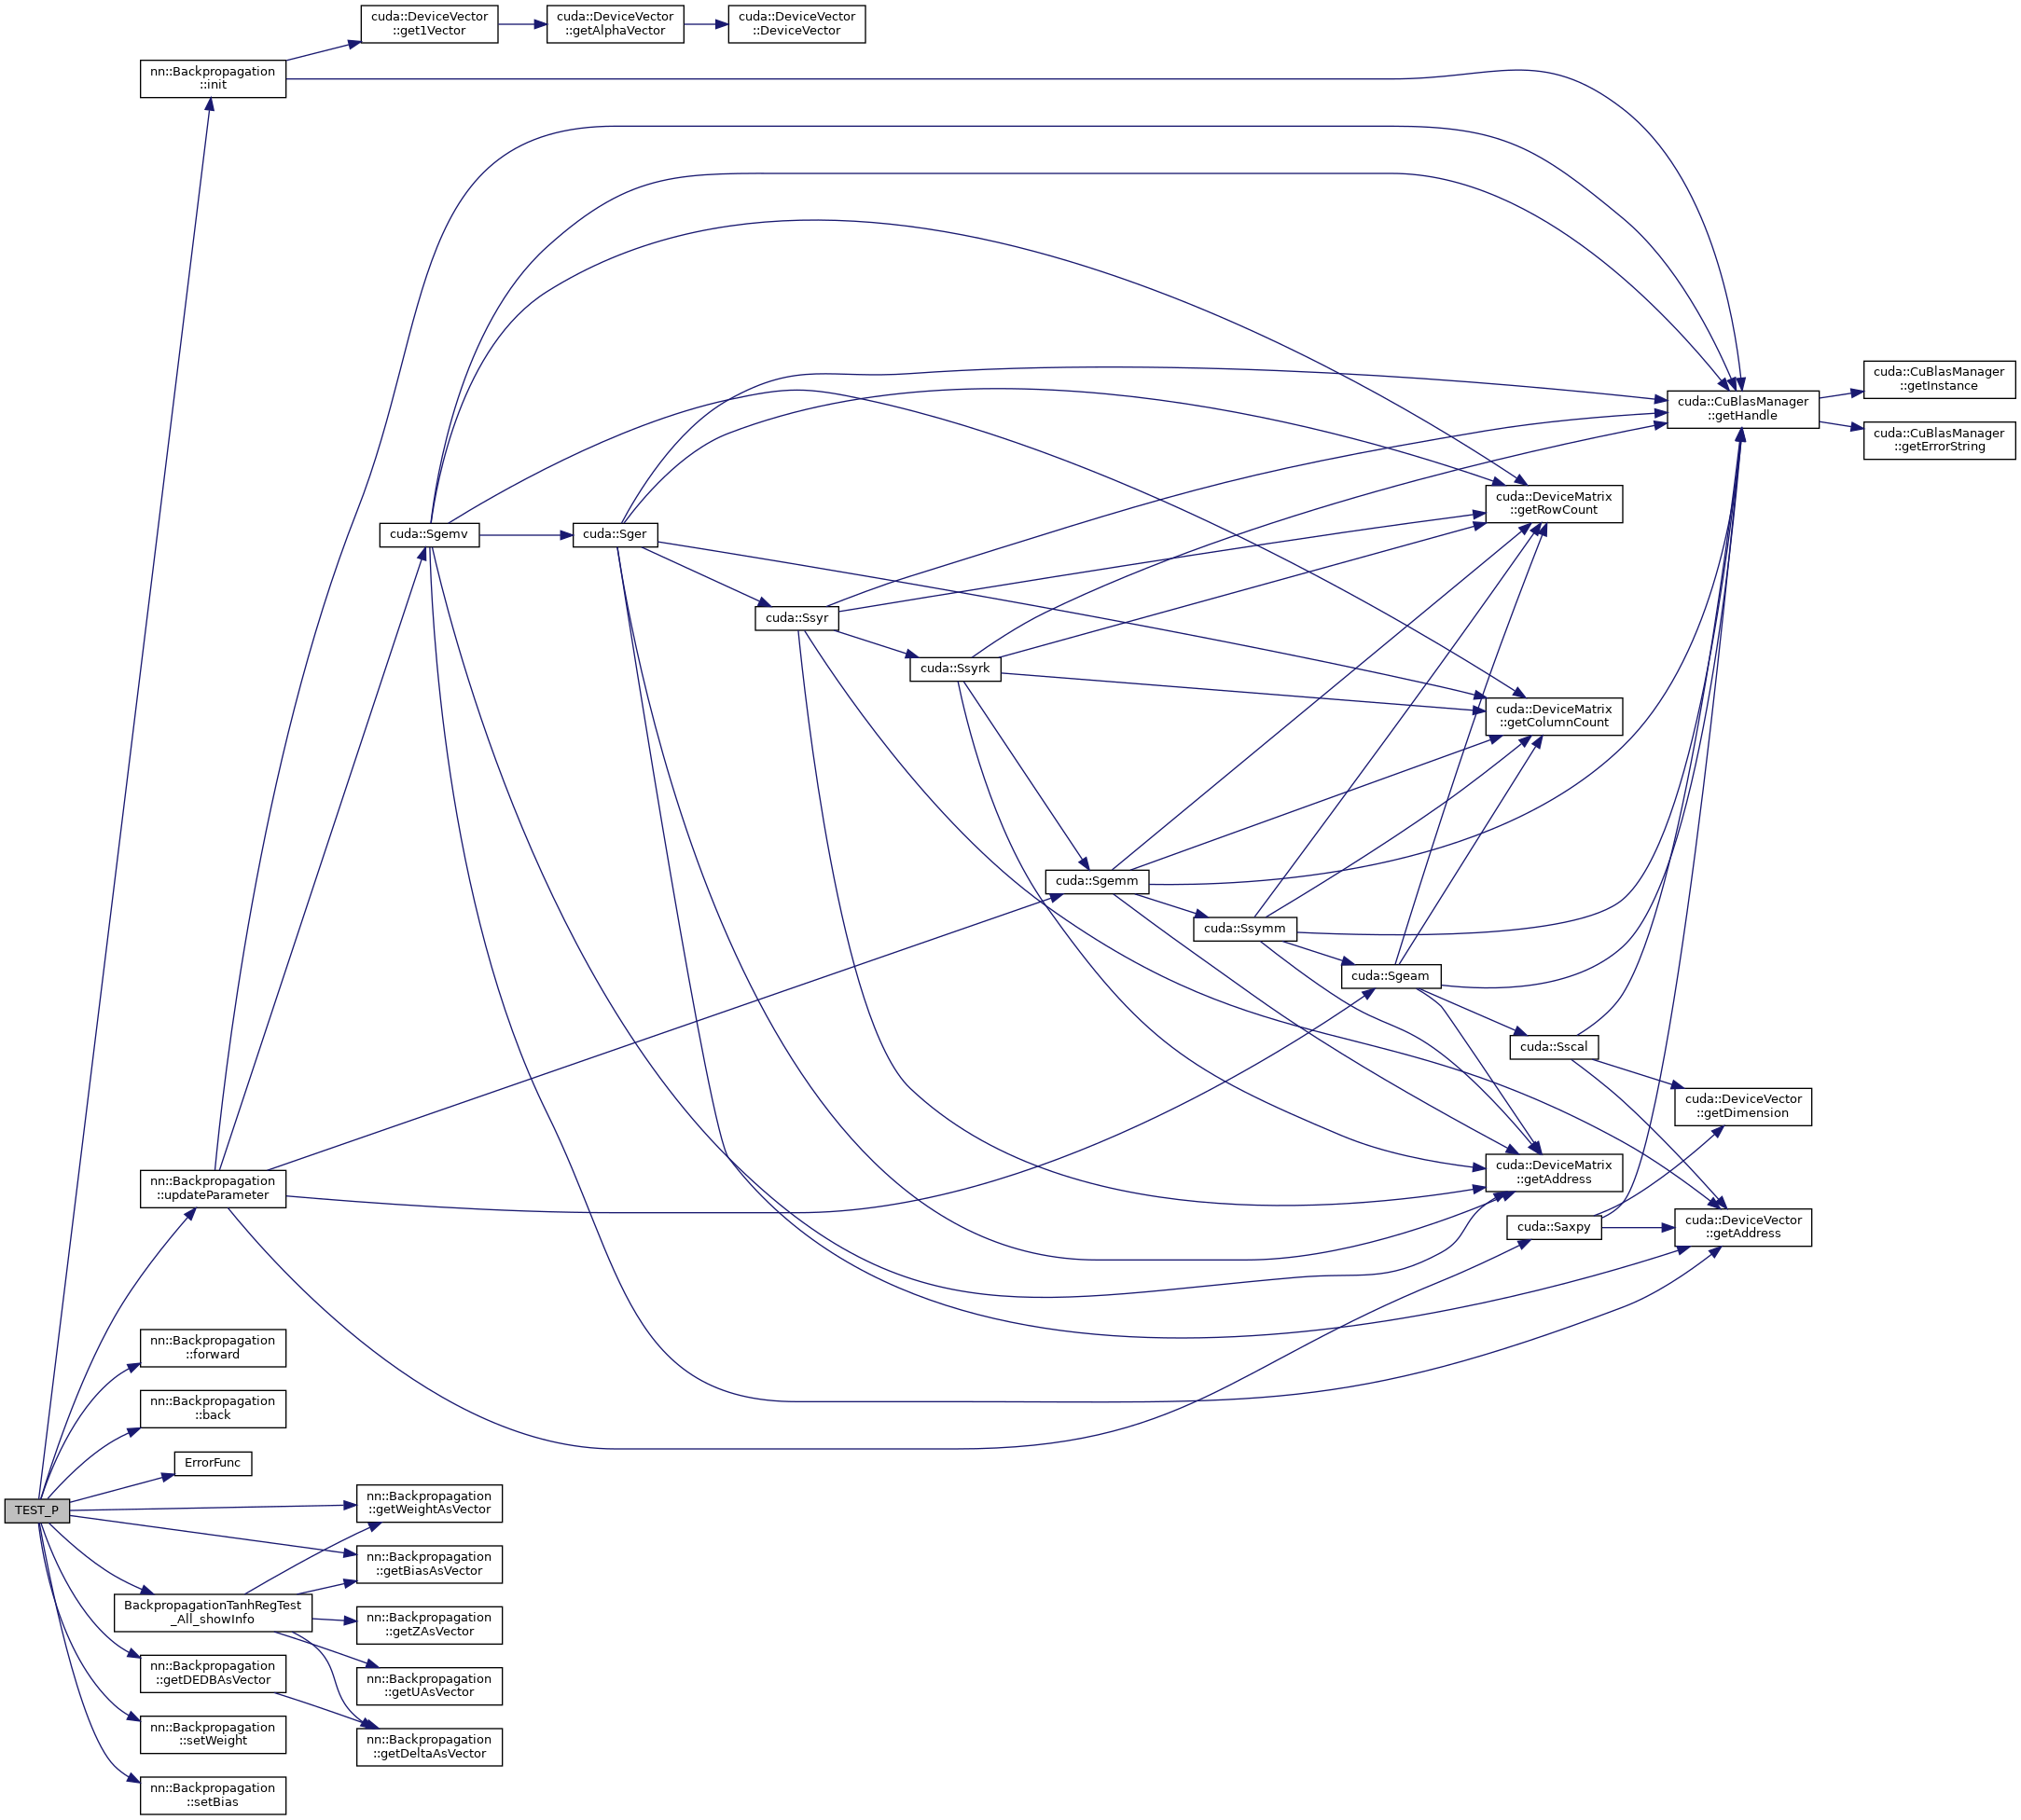 cuda::DeviceVector
::get1Vector
cuda::DeviceVector
::getAlphaVector
cuda::DeviceVector
::DeviceVector
nn::Backpropagation
::init
cuda::CuBlasManager
::getInstance
cuda::CuBlasManager
::getHandle
cuda::CuBlasManager
::getErrorString
cuda::DeviceMatrix
::getRowCount
cuda::Sgemv
cuda::Sger
cuda::Ssyr
cuda::Ssyrk
cuda::DeviceMatrix
::getColumnCount
cuda::Sgemm
cuda::Ssymm
cuda::Sgeam
cuda::Sscal
cuda::DeviceVector
::getDimension
cuda::DeviceMatrix
::getAddress
nn::Backpropagation
::updateParameter
cuda::Saxpy
cuda::DeviceVector
::getAddress
nn::Backpropagation
::forward
nn::Backpropagation
::back
ErrorFunc
TEST_P
nn::Backpropagation
::getWeightAsVector
nn::Backpropagation
::getBiasAsVector
BackpropagationTanhRegTest
_All_showInfo
nn::Backpropagation
::getZAsVector
nn::Backpropagation
::getDEDBAsVector
nn::Backpropagation
::getUAsVector
nn::Backpropagation
::setWeight
nn::Backpropagation
::getDeltaAsVector
nn::Backpropagation
::setBias